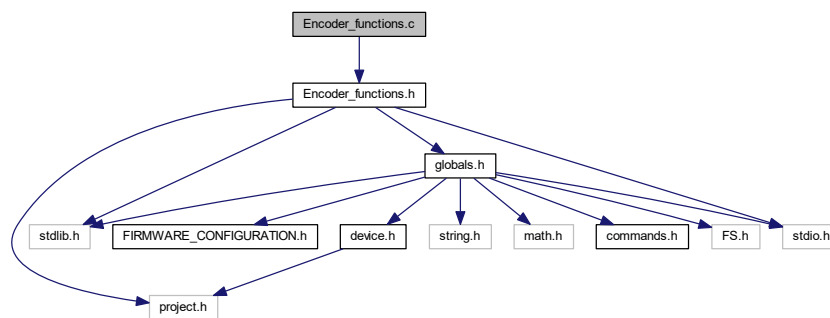 Encoder_functions.c
Encoder_functions.h
globals.h
stdlib.h
FIRMWARE_CONFIGURATION.h
device.h
string.h
math.h
commands.h
FS.h
stdio.h
project.h